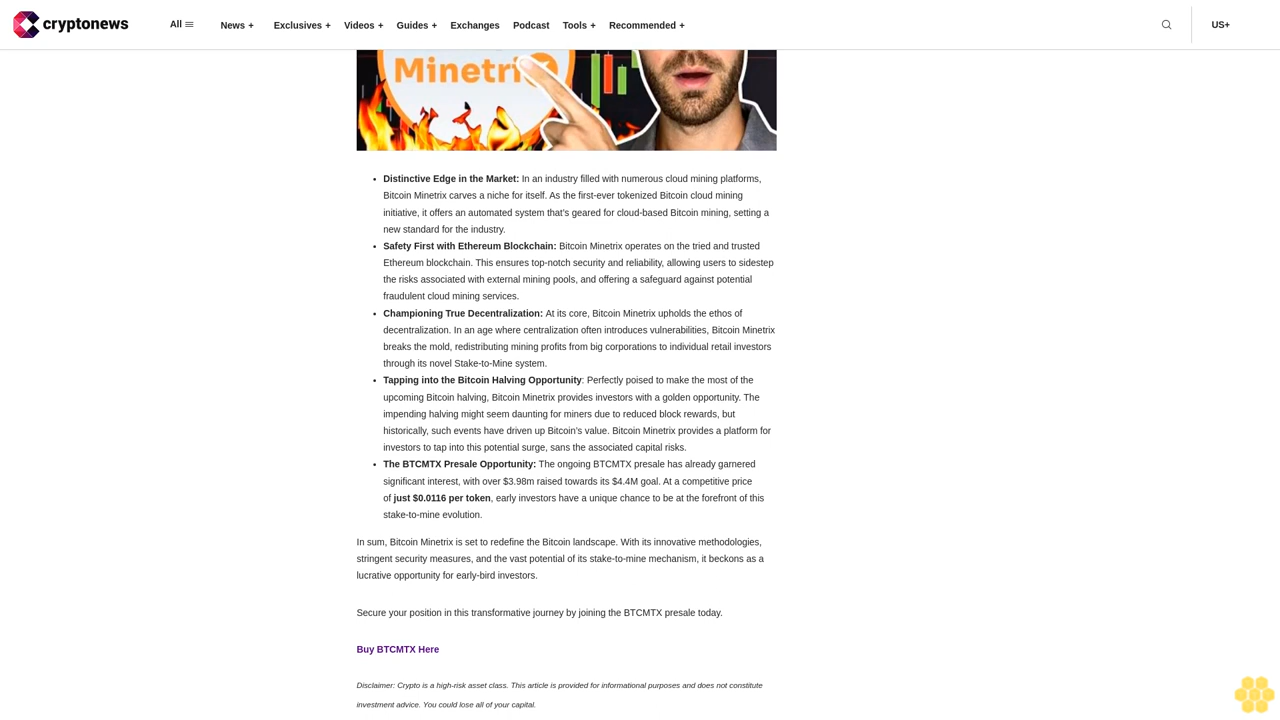 cryptonews
All
News +
Exclusives +
Videos +
Guides +
Exchanges
Podcast
Tools +
Recommended +
US+
Distinctive Edge in the Market: In an industry filled with numerous cloud mining platforms,
Bitcoin Minetrix carves a niche for itself. As the first-ever tokenized Bitcoin cloud mining
initiative, it offers an automated system that’s geared for cloud-based Bitcoin mining, setting a
new standard for the industry.
Safety First with Ethereum Blockchain: Bitcoin Minetrix operates on the tried and trusted
Ethereum blockchain. This ensures top-notch security and reliability, allowing users to sidestep
the risks associated with external mining pools, and offering a safeguard against potential
fraudulent cloud mining services.
Championing True Decentralization: At its core, Bitcoin Minetrix upholds the ethos of
decentralization. In an age where centralization often introduces vulnerabilities, Bitcoin Minetrix
breaks the mold, redistributing mining profits from big corporations to individual retail investors
through its novel Stake-to-Mine system.
Tapping into the Bitcoin Halving Opportunity: Perfectly poised to make the most of the
upcoming Bitcoin halving, Bitcoin Minetrix provides investors with a golden opportunity. The
impending halving might seem daunting for miners due to reduced block rewards, but
historically, such events have driven up Bitcoin’s value. Bitcoin Minetrix provides a platform for
investors to tap into this potential surge, sans the associated capital risks.
The BTCMTX Presale Opportunity: The ongoing BTCMTX presale has already garnered
significant interest, with over $3.98m raised towards its $4.4M goal. At a competitive price
of just $0.0116 per token, early investors have a unique chance to be at the forefront of this
stake-to-mine evolution.
In sum, Bitcoin Minetrix is set to redefine the Bitcoin landscape. With its innovative methodologies,
stringent security measures, and the vast potential of its stake-to-mine mechanism, it beckons as a
lucrative opportunity for early-bird investors.
Secure your position in this transformative journey by joining the BTCMTX presale today.
Buy BTCMTX Here
Disclaimer: Crypto is a high-risk asset class. This article is provided for informational purposes and does not constitute
investment advice. You could lose all of your capital.